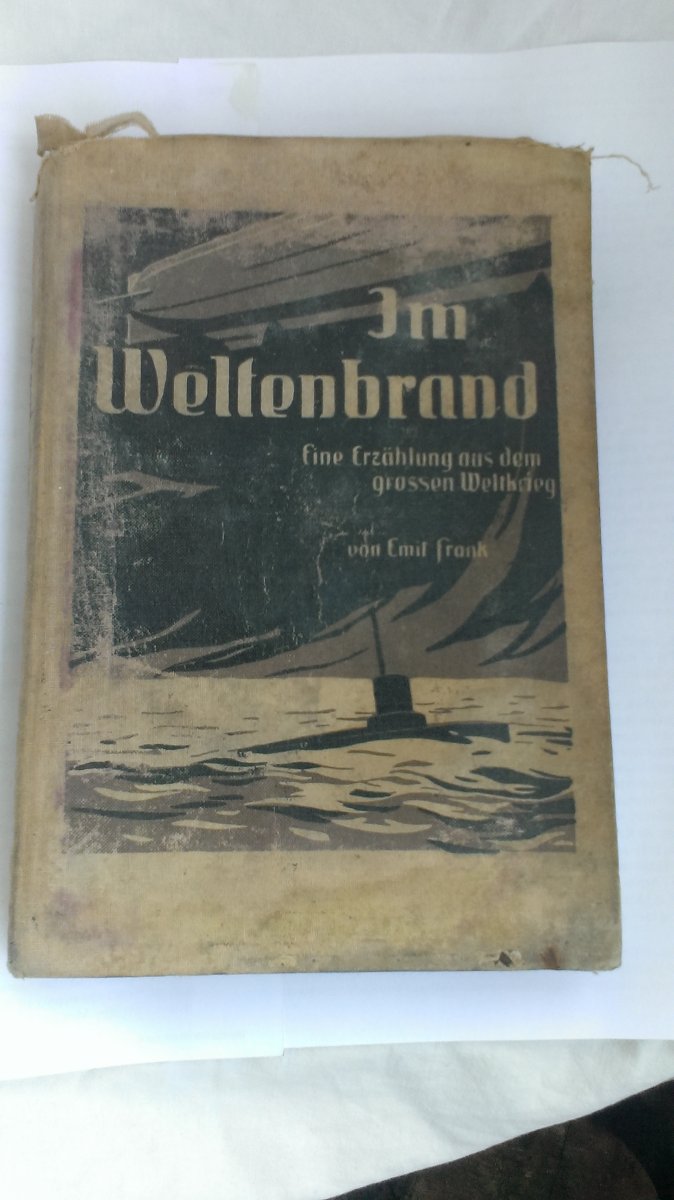 Im
Weltenbrand
Eine Erzählung aus dem
grossen Weltkrieg
von Emil Frank